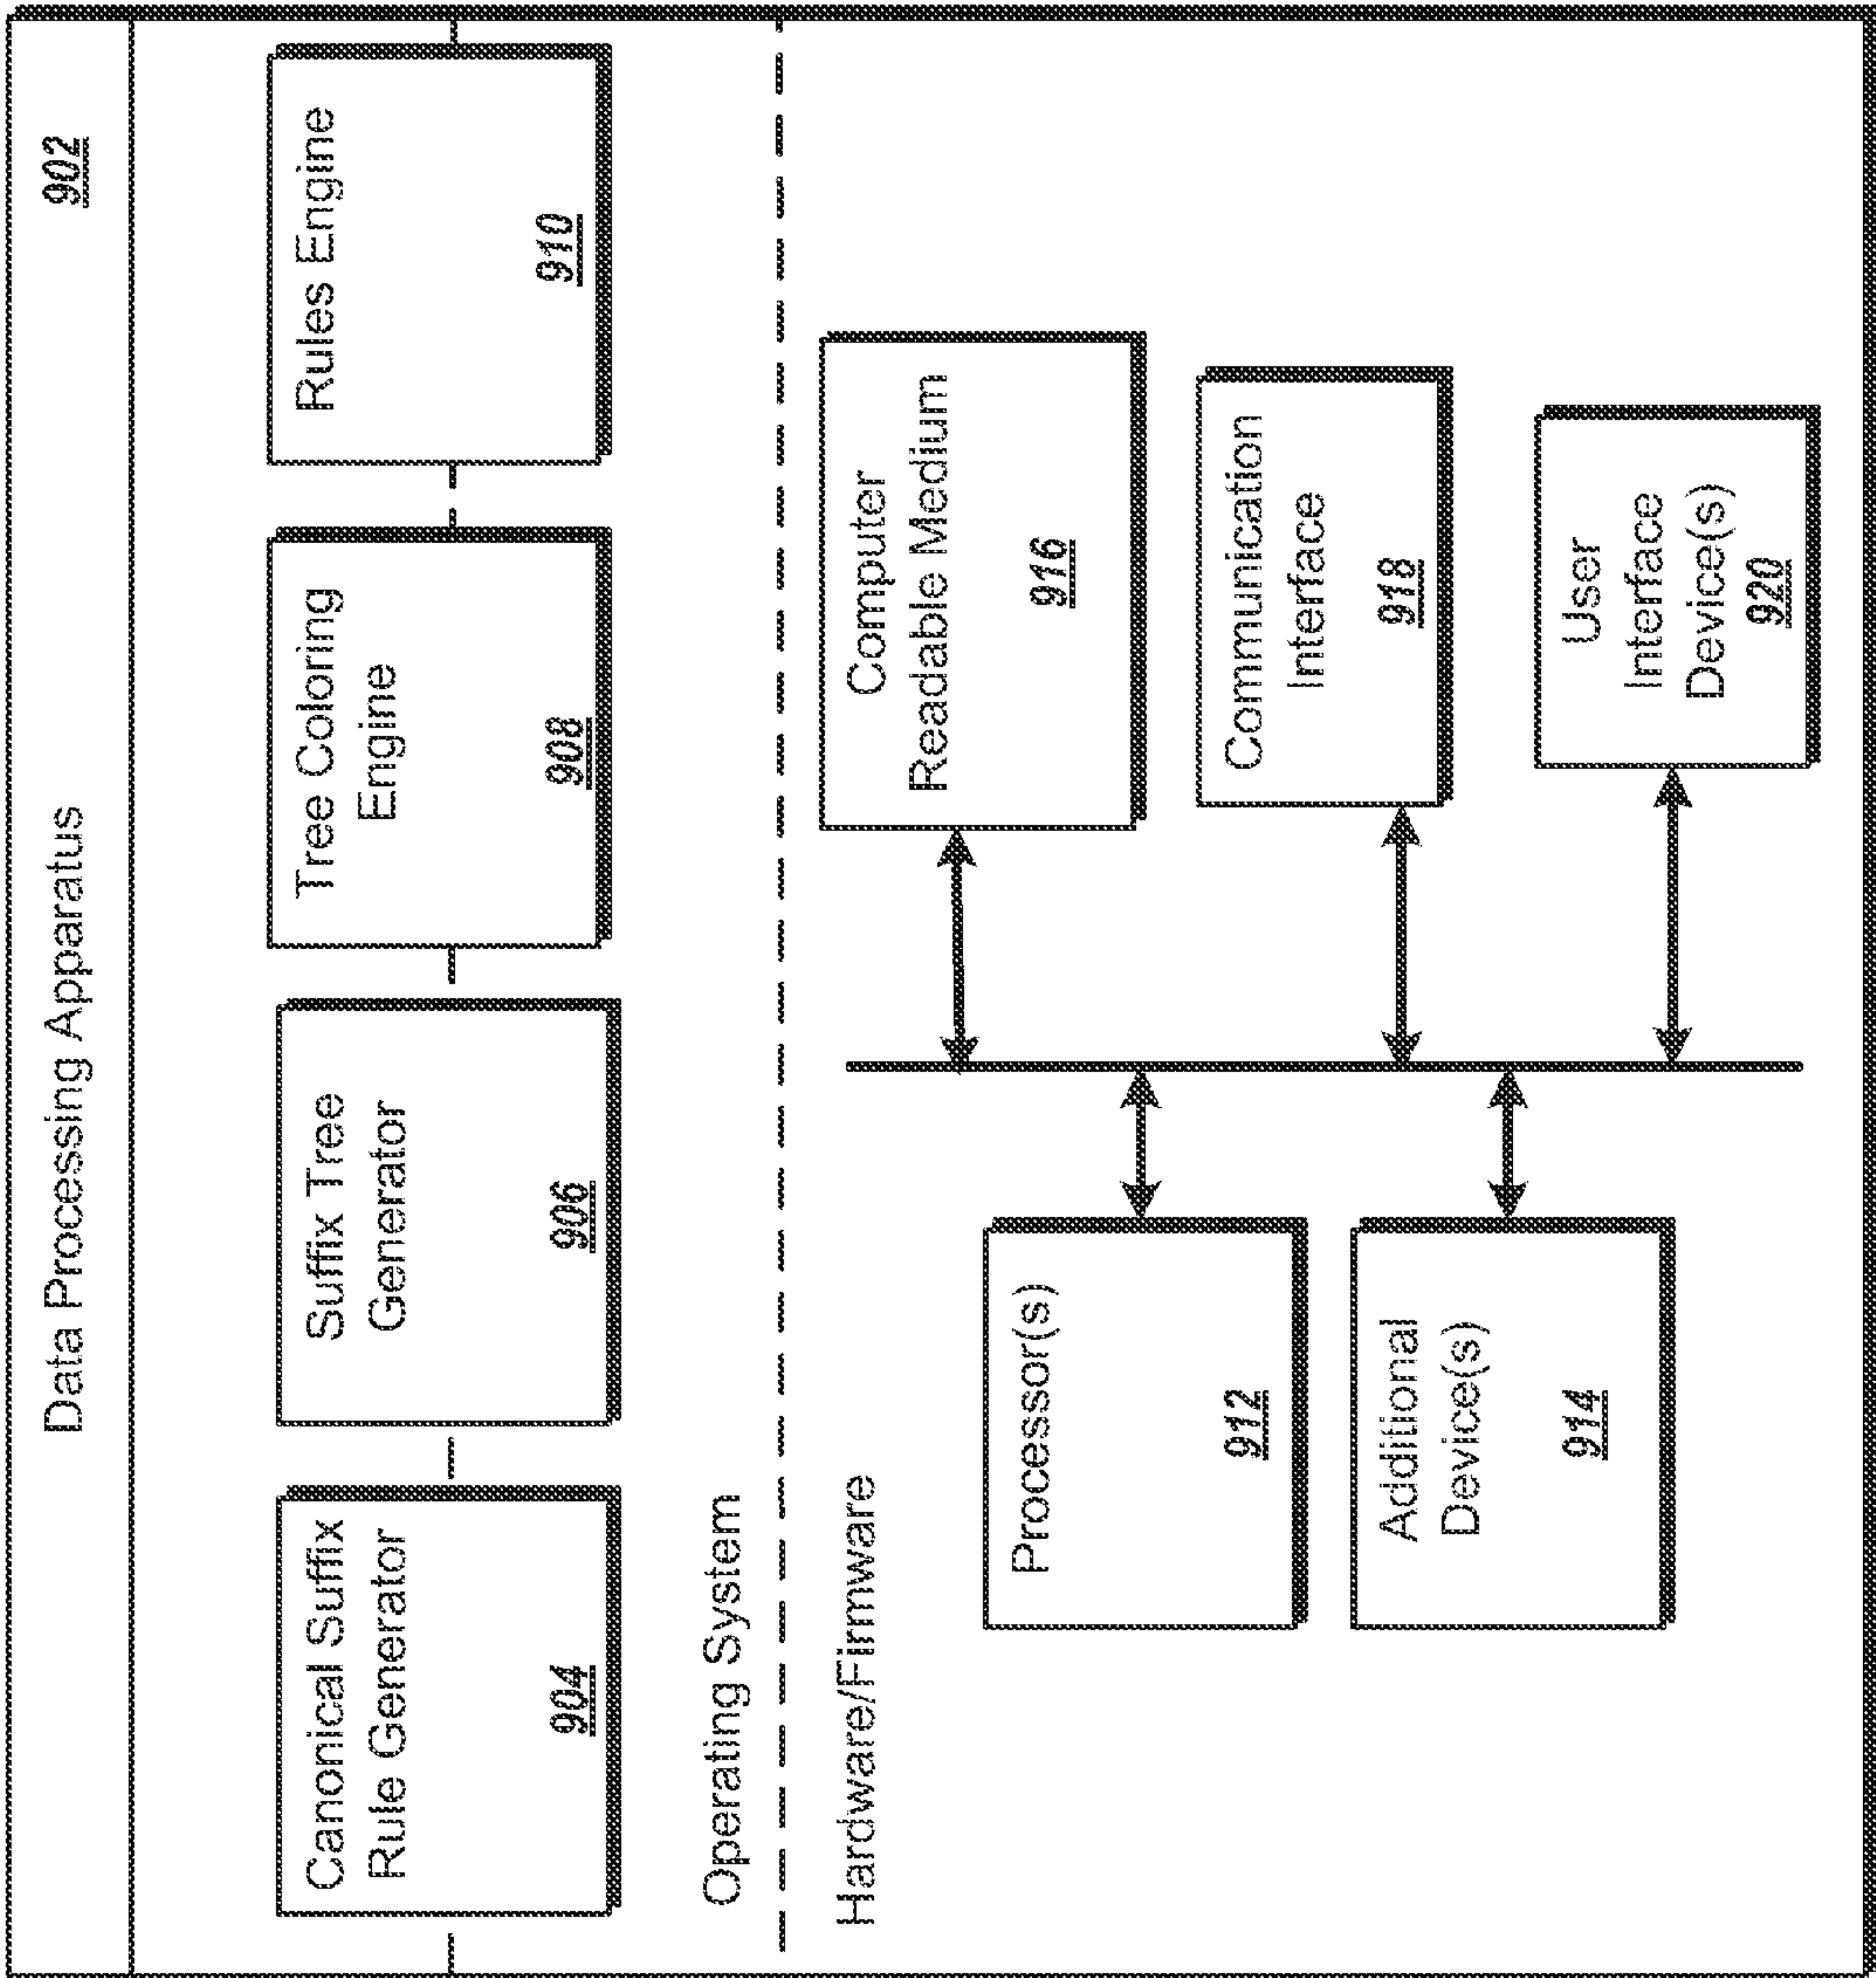 Data Processing Apparatus
902
Canonical Suffix
Rule Generator
904
Suffix Tree
Generator
906
Tree Coloring
Engine
908
Rules Engine
910
Operating System
Hardware/Firmware
Processor(s)
912
Additional
Device(s)
914
Computer
Readable Medium
916
Communication
Interface
918
User
Interface
Device(s)
920